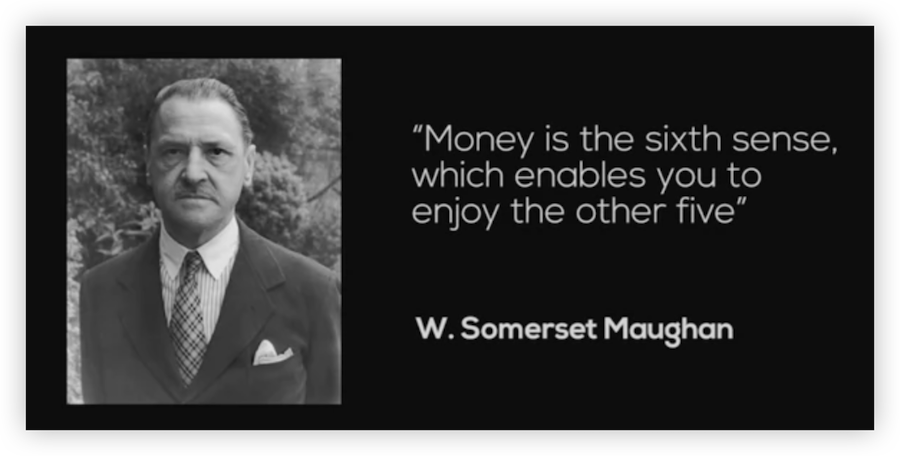 “Money is the sixth sense,
which enables you to
enjoy the other five”
W. Somerset Maughan